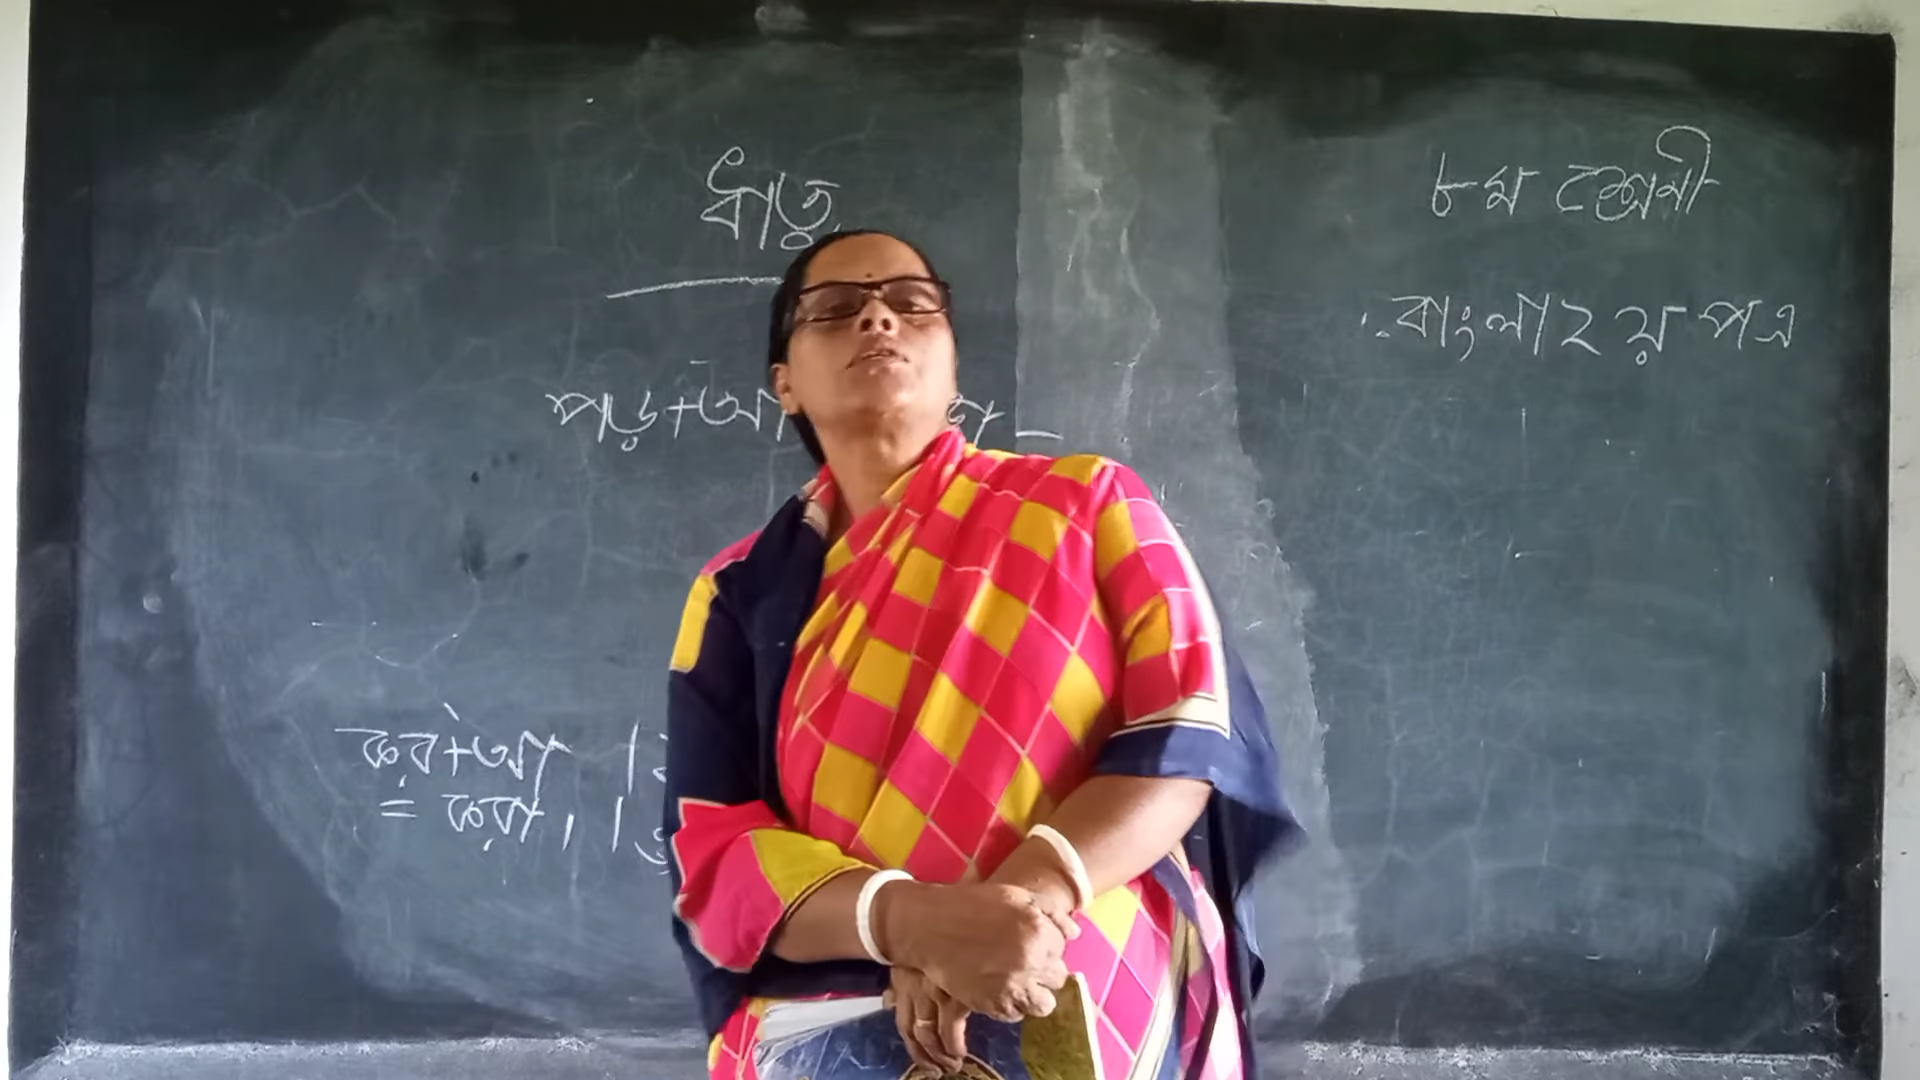 ধাতু
৮ম শ্রেণী
বাংলা ২য় পত্র
পড়+আ
কর+আ
= করা।